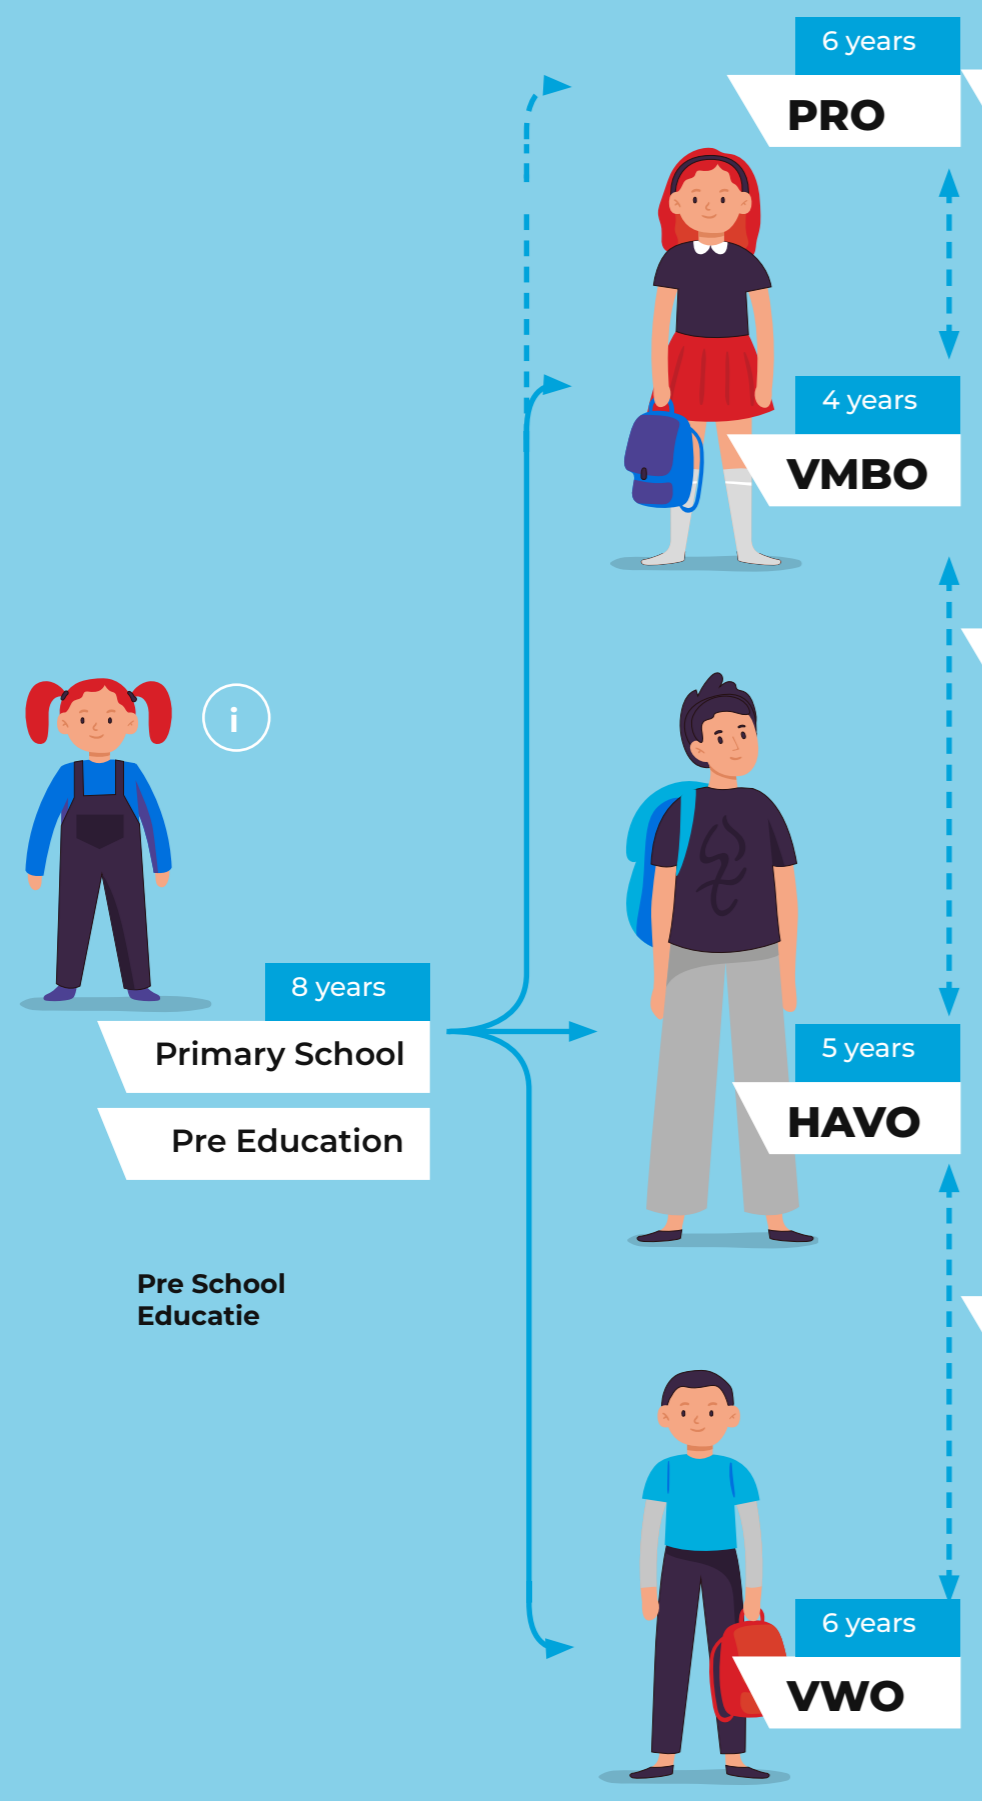 6 years
PRO
4 years
VMBO
i
8 years
Primary School
Pre Education
Pre School
Educatie
5 years
HAVO
6 years
VWO